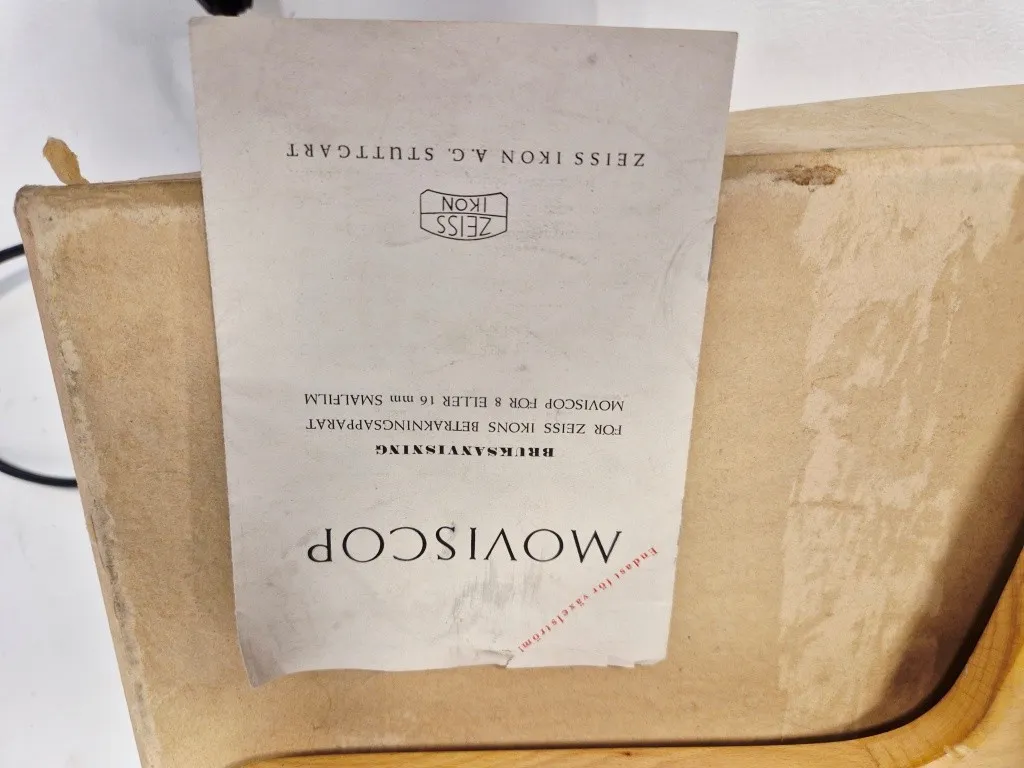 Endast för växelström!
MOVISCOP
BRUKSANVISNING
FÖR ZEISS IKONS BETRAKNINGSAPPARAT
MOVISCOP FÖR 8 ELLER 16 mm SMALFILM
ZEISS
IKON
ZEISS IKON A.G. STUTTGART